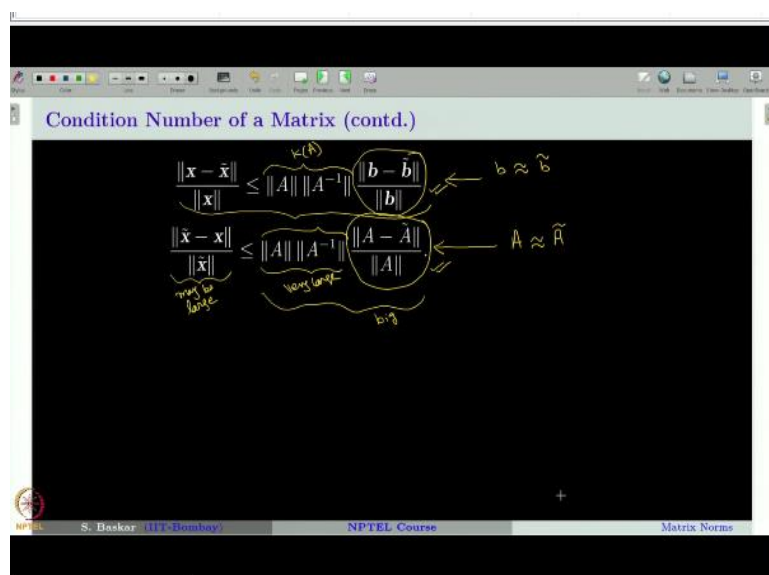 Condition Number of a Matrix (contd.)
K(A)
‖x − x̃‖ / ‖x‖ ≤ ‖A‖ ‖A⁻¹‖ ‖b − b̃‖ / ‖b‖ ← b ≈ b̃
‖x̃ − x‖ / ‖x̃‖ ≤ ‖A‖ ‖A⁻¹‖ ‖A − Ã‖ / ‖A‖. ← A ≈ Ã
may be large
very large
big
NPTEL
S. Baskar (IIT-Bombay) NPTEL Course Matrix Norms